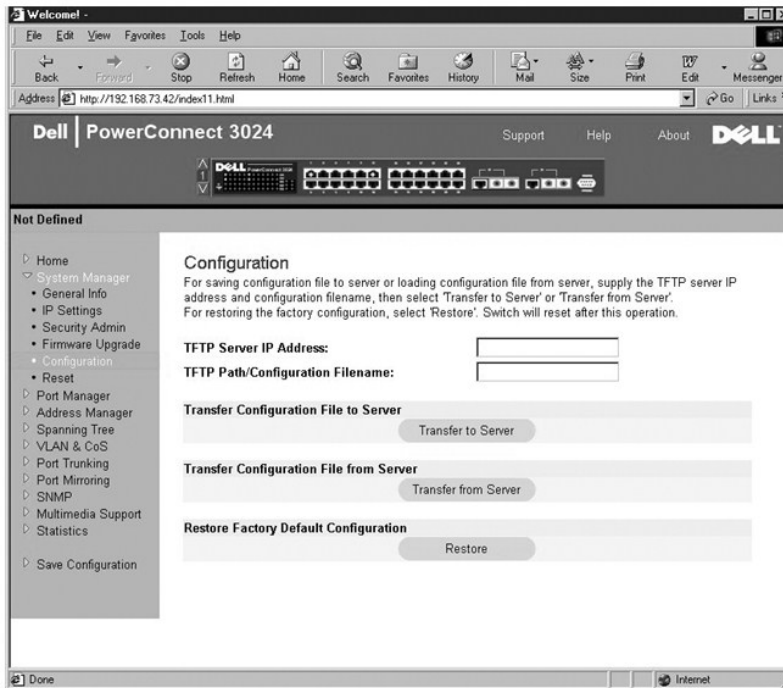 Welcome! -
File Edit View Favorites Tools Help
Back Forward Stop Refresh Home Search Favorites History Mail Size Print Edit Messenger
Address http://192.168.73.42/index11.html Go Links
Dell PowerConnect 3024 Support Help About DELL
1 DELL
Not Defined
Home
System Manager
• General Info
• IP Settings
• Security Admin
• Firmware Upgrade
• Configuration
• Reset
Port Manager
Address Manager
Spanning Tree
VLAN & CoS
Port Trunking
Port Mirroring
SNMP
Multimedia Support
Statistics
Save Configuration
Configuration
For saving configuration file to server or loading configuration file from server, supply the TFTP server IP
address and configuration filename, then select 'Transfer to Server' or 'Transfer from Server'.
For restoring the factory configuration, select 'Restore'. Switch will reset after this operation.
TFTP Server IP Address:
TFTP Path/Configuration Filename:
Transfer Configuration File to Server
Transfer to Server
Transfer Configuration File from Server
Transfer from Server
Restore Factory Default Configuration
Restore
Done Internet